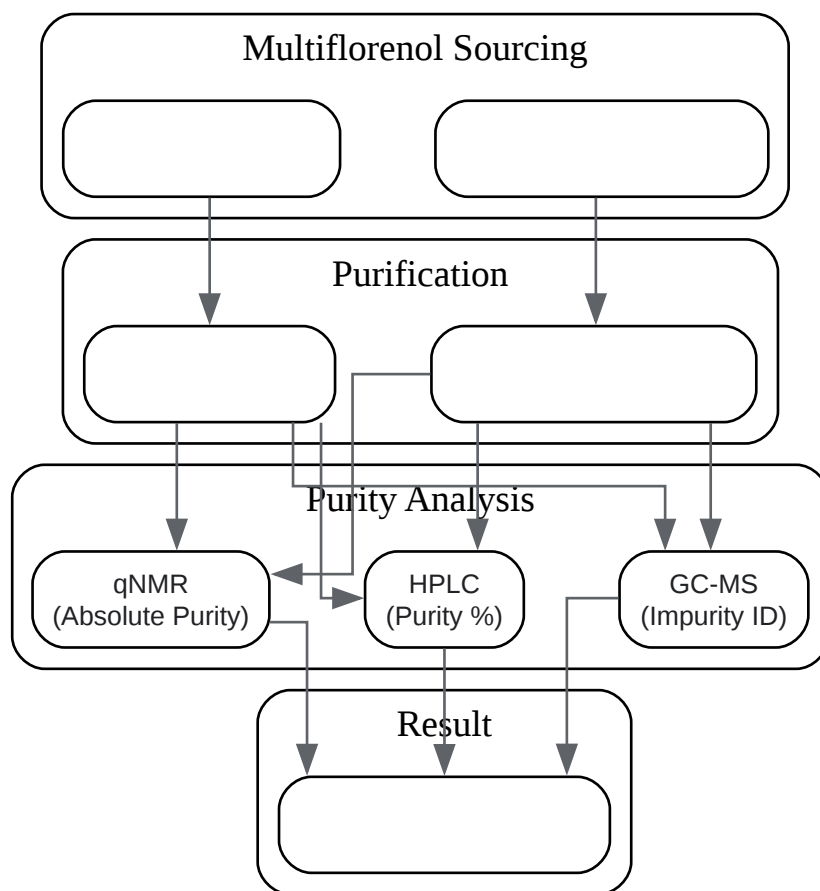 Multiflorenol Sourcing
Purification
Purity Analysis
qNMR
(Absolute Purity)
HPLC
(Purity %)
GC-MS
(Impurity ID)
Result